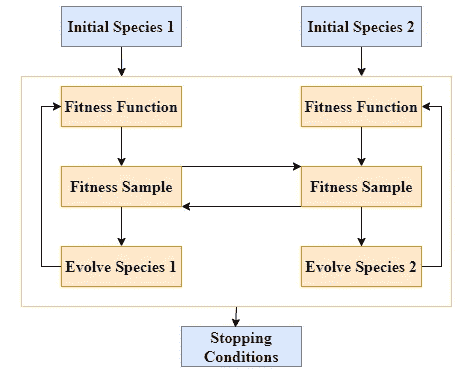 Initial Species 1
Initial Species 2
Fitness Function
Fitness Function
Fitness Sample
Fitness Sample
Evolve Species 1
Evolve Species 2
Stopping
Conditions